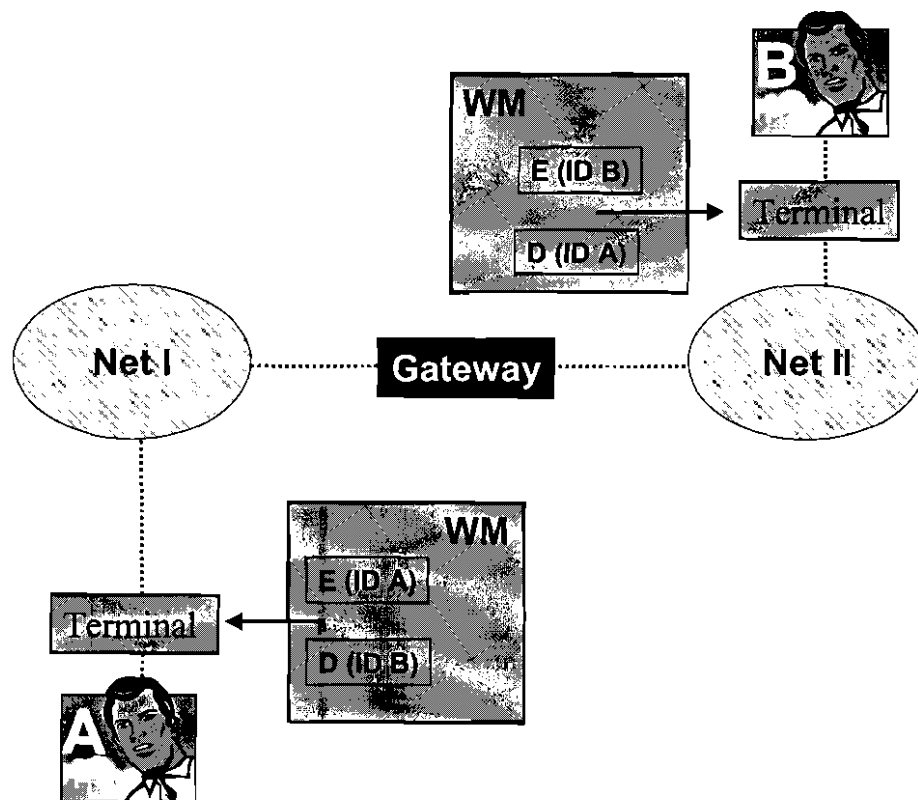 B
WM
E (ID B)
D (ID A)
Terminal
Net I
Gateway
Net II
WM
E (ID A)
D (ID B)
Terminal
A